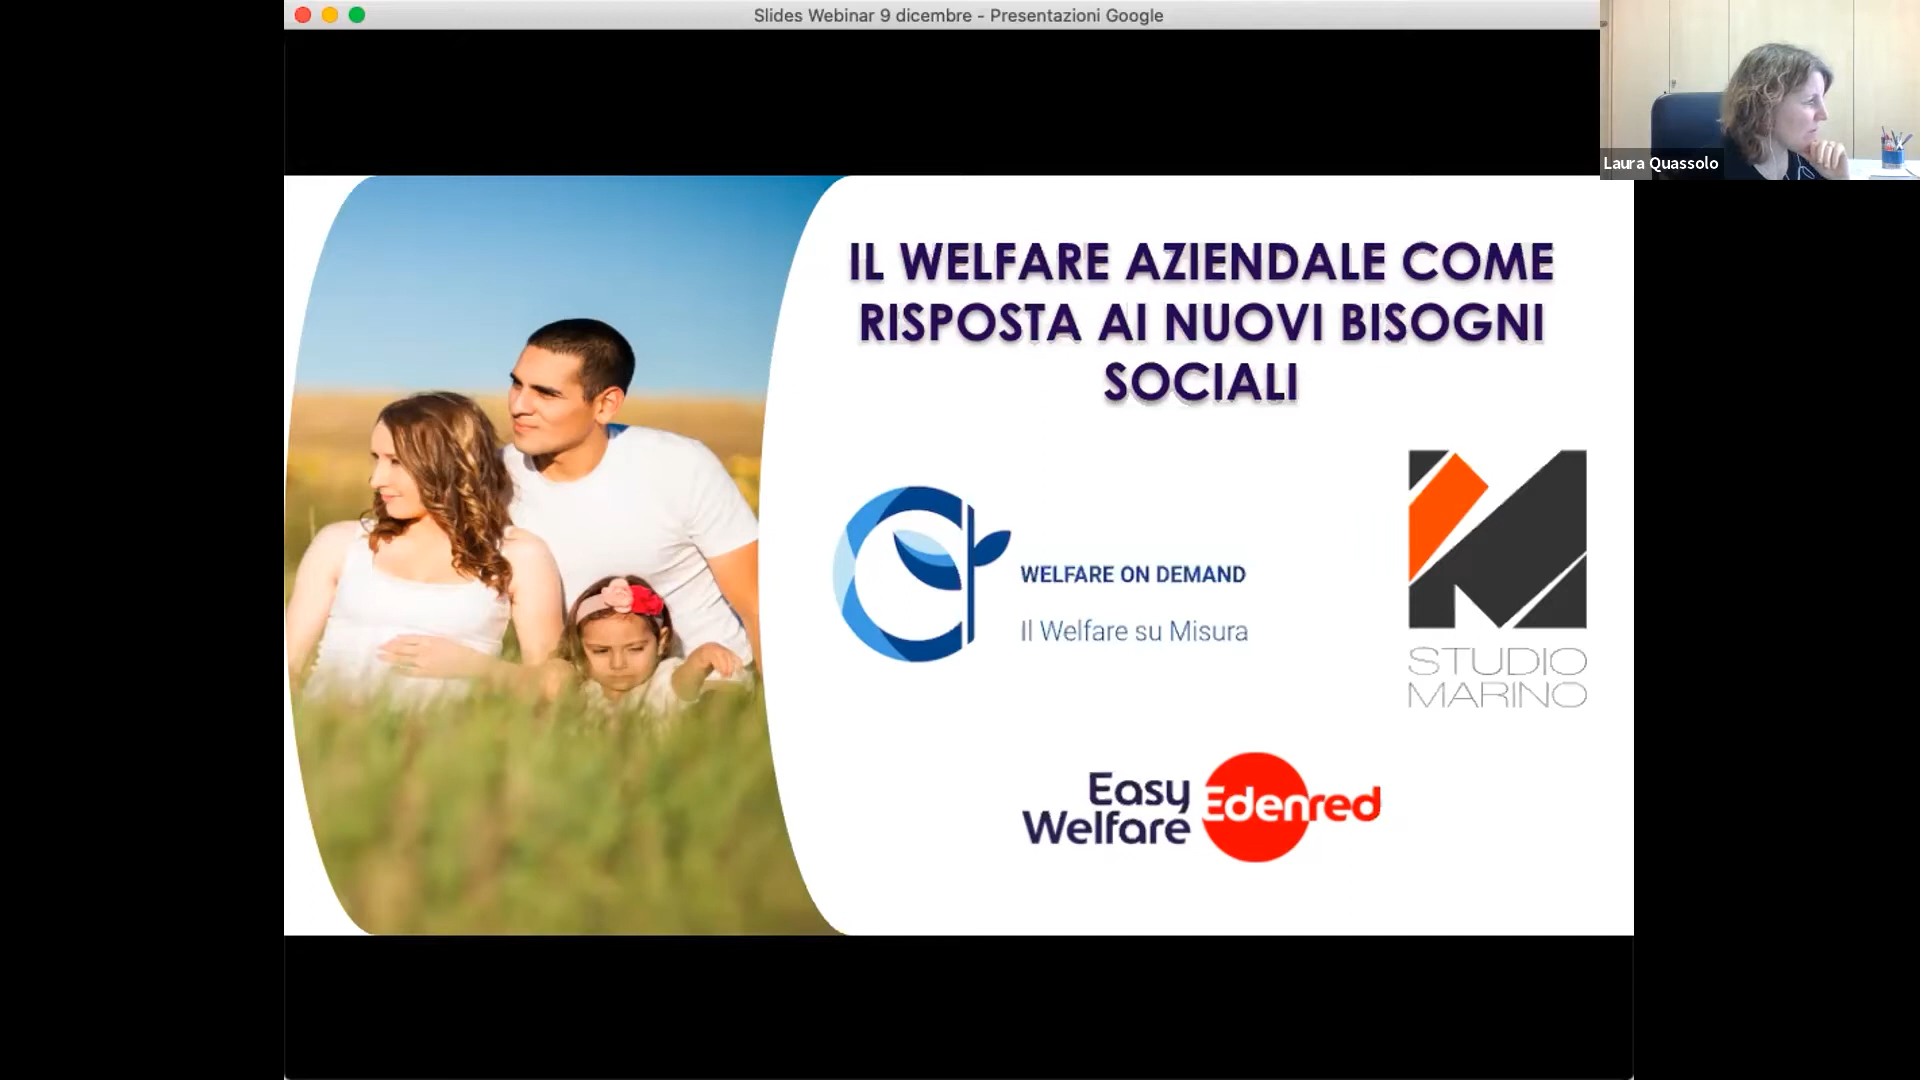 Slides Webinar 9 dicembre - Presentazioni Google
Laura Quassolo
IL WELFARE AZIENDALE COME
RISPOSTA AI NUOVI BISOGNI
SOCIALI
WELFARE ON DEMAND
Il Welfare su Misura
STUDIO
MARINO
Easy
Welfare
Edenred